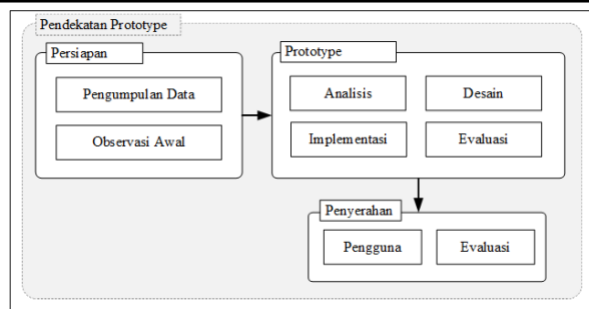 Pendekatan Prototype
Persiapan
Pengumpulan Data
Observasi Awal
Prototype
Analisis
Desain
Implementasi
Evaluasi
Penyerahan
Pengguna
Evaluasi